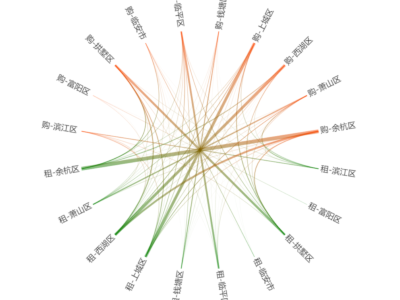 购-临安市
购-临平区
购-钱塘区
购-上城区
购-西湖区
购-萧山区
购-余杭区
租-滨江区
租-富阳区
租-拱墅区
租-临安市
租-临平区
租-钱塘区
租-上城区
租-西湖区
租-萧山区
租-余杭区
购-滨江区
购-富阳区
购-拱墅区